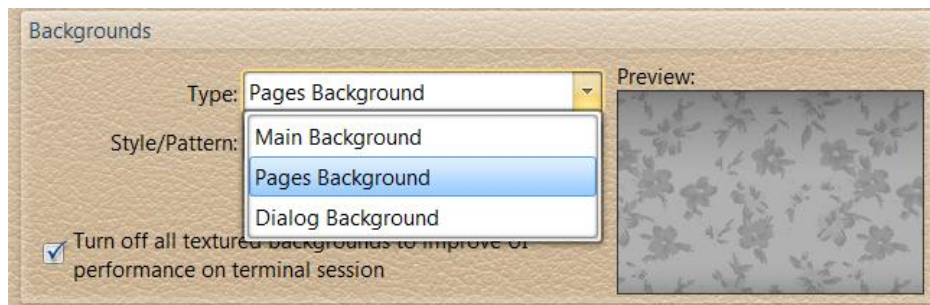 Backgrounds
Type: Pages Background
Preview:
Style/Pattern:
Main Background
Pages Background
Dialog Background
Turn off all textured backgrounds to improve UI
performance on terminal session